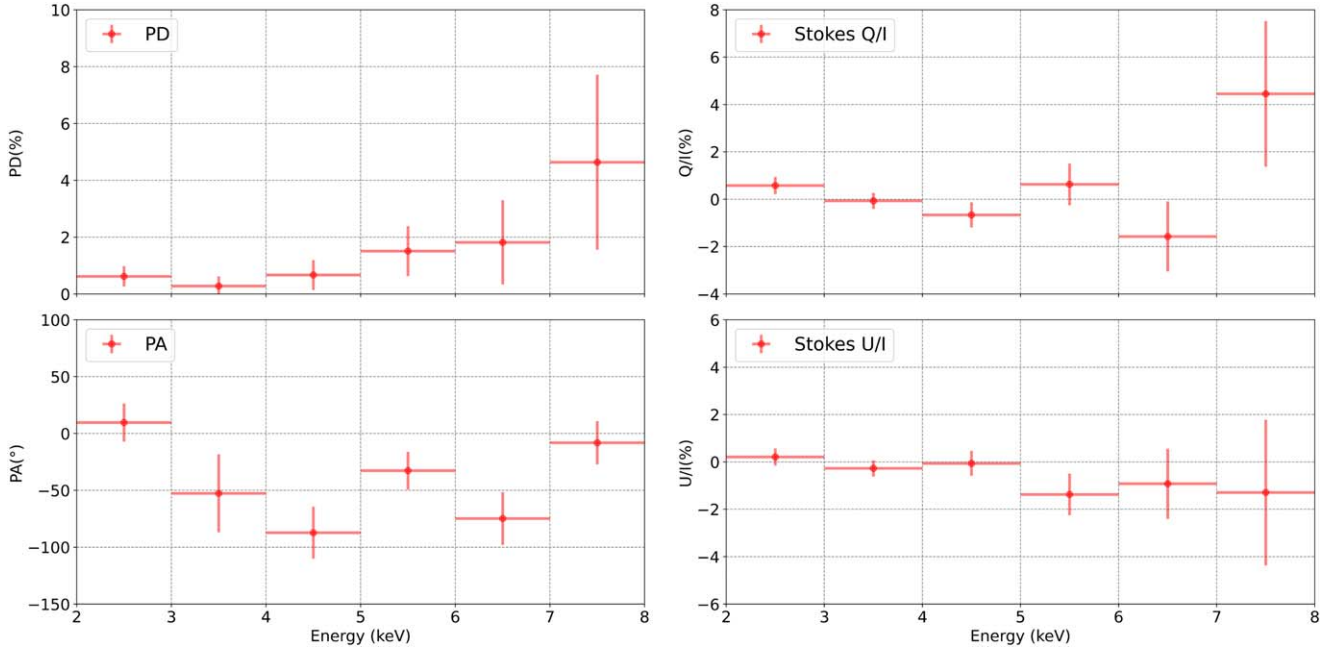 PD
PD(%)
10
8
6
4
2
0
Stokes Q/I
Q/I(%)
8
6
4
2
0
−2
−4
PA
PA(°)
100
50
0
−50
−100
−150
2 3 4 5 6 7 8
Energy (keV)
Stokes U/I
U/I(%)
6
4
2
0
−2
−4
−6
2 3 4 5 6 7 8
Energy (keV)